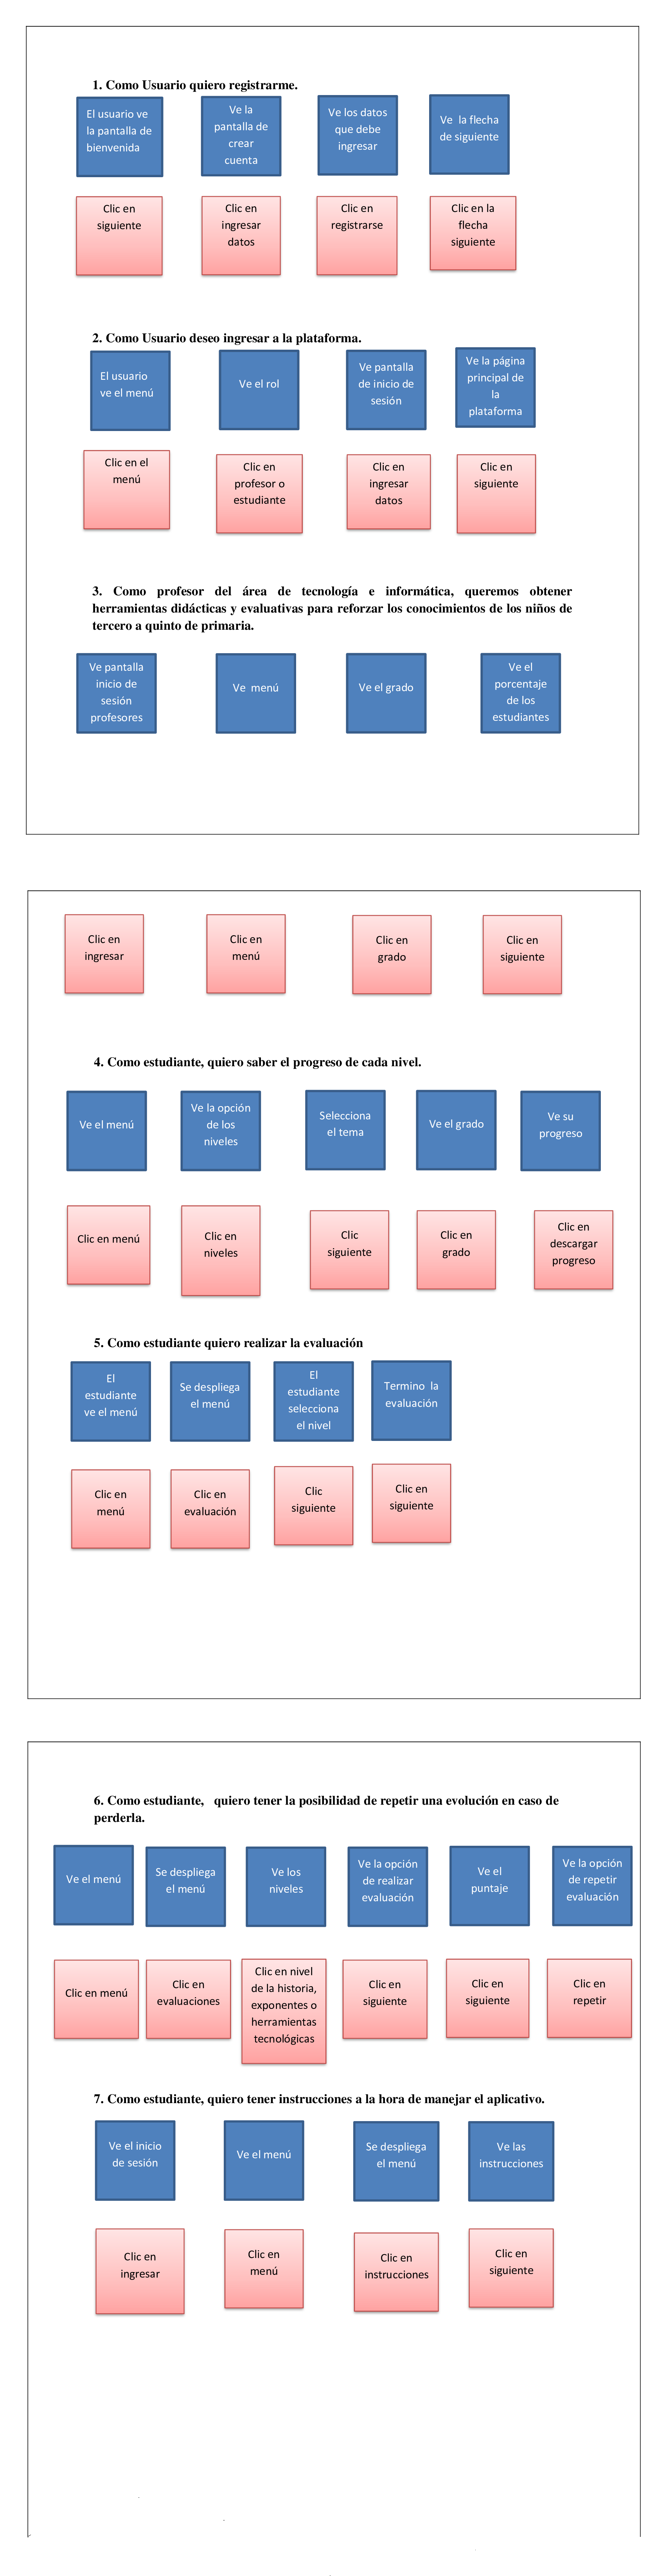 1. Como Usuario quiero registrarme.
El usuario ve
la pantalla de
bienvenida
Ve la
pantalla de
crear
cuenta
Ve los datos
que debe
ingresar
Ve  la flecha
de siguiente
Clic en
siguiente
Clic en
ingresar
datos
Clic en
registrarse
Clic en la
flecha
siguiente
2. Como Usuario deseo ingresar a la plataforma.
El usuario
ve el menú
Ve el rol
Ve pantalla
de inicio de
sesión
Ve la página
principal de
la
plataforma
Clic en el
menú
Clic en
profesor o
estudiante
Clic en
ingresar
datos
Clic en
siguiente
3. Como profesor del área de tecnología e informática, queremos obtener
herramientas didácticas y evaluativas para reforzar los conocimientos de los niños de
tercero a quinto de primaria.
Ve pantalla
inicio de
sesión
profesores
Ve  menú
Ve el grado
Ve el
porcentaje
de los
estudiantes
Clic en
ingresar
Clic en
menú
Clic en
grado
Clic en
siguiente
4. Como estudiante, quiero saber el progreso de cada nivel.
Ve el menú
Ve la opción
de los
niveles
Selecciona
el tema
Ve el grado
Ve su
progreso
Clic en menú
Clic en
niveles
Clic
siguiente
Clic en
grado
Clic en
descargar
progreso
5. Como estudiante quiero realizar la evaluación
El
estudiante
ve el menú
Se despliega
el menú
El
estudiante
selecciona
el nivel
Termino  la
evaluación
Clic en
menú
Clic en
evaluación
Clic
siguiente
Clic en
siguiente
6. Como estudiante,   quiero tener la posibilidad de repetir una evolución en caso de
perderla.
Ve el menú
Se despliega
el menú
Ve los
niveles
Ve la opción
de realizar
evaluación
Ve el
puntaje
Ve la opción
de repetir
evaluación
Clic en menú
Clic en
evaluaciones
Clic en nivel
de la historia,
exponentes o
herramientas
tecnológicas
Clic en
siguiente
Clic en
siguiente
Clic en
repetir
7. Como estudiante, quiero tener instrucciones a la hora de manejar el aplicativo.
Ve el inicio
de sesión
Ve el menú
Se despliega
el menú
Ve las
instrucciones
Clic en
ingresar
Clic en
menú
Clic en
instrucciones
Clic en
siguiente